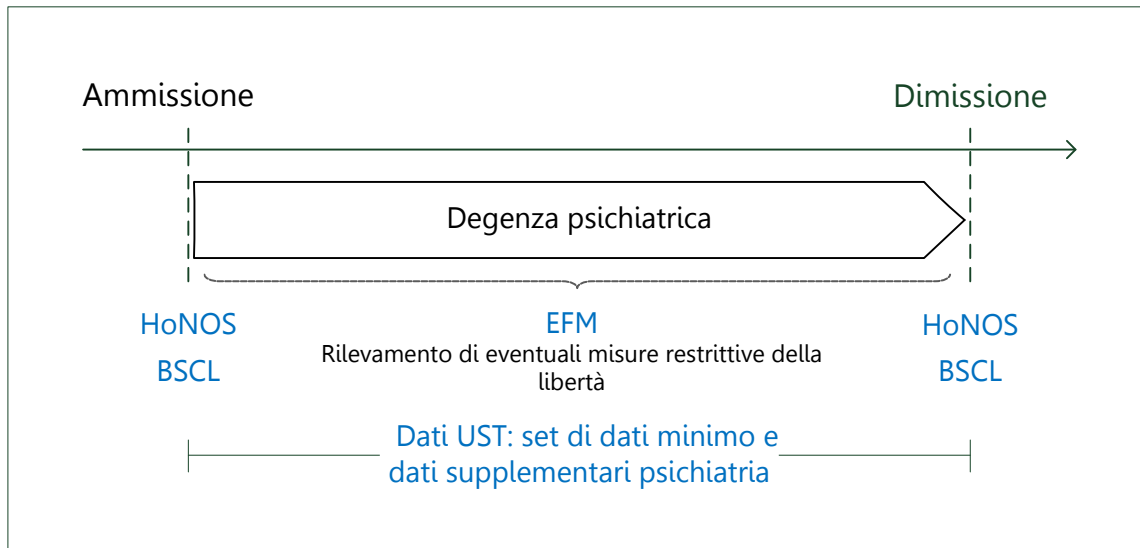 Ammissione
Dimissione
Degenza psichiatrica
HoNOS
BSCL
EFM
Rilevamento di eventuali misure restrittive della
libertà
HoNOS
BSCL
Dati UST: set di dati minimo e
dati supplementari psichiatria